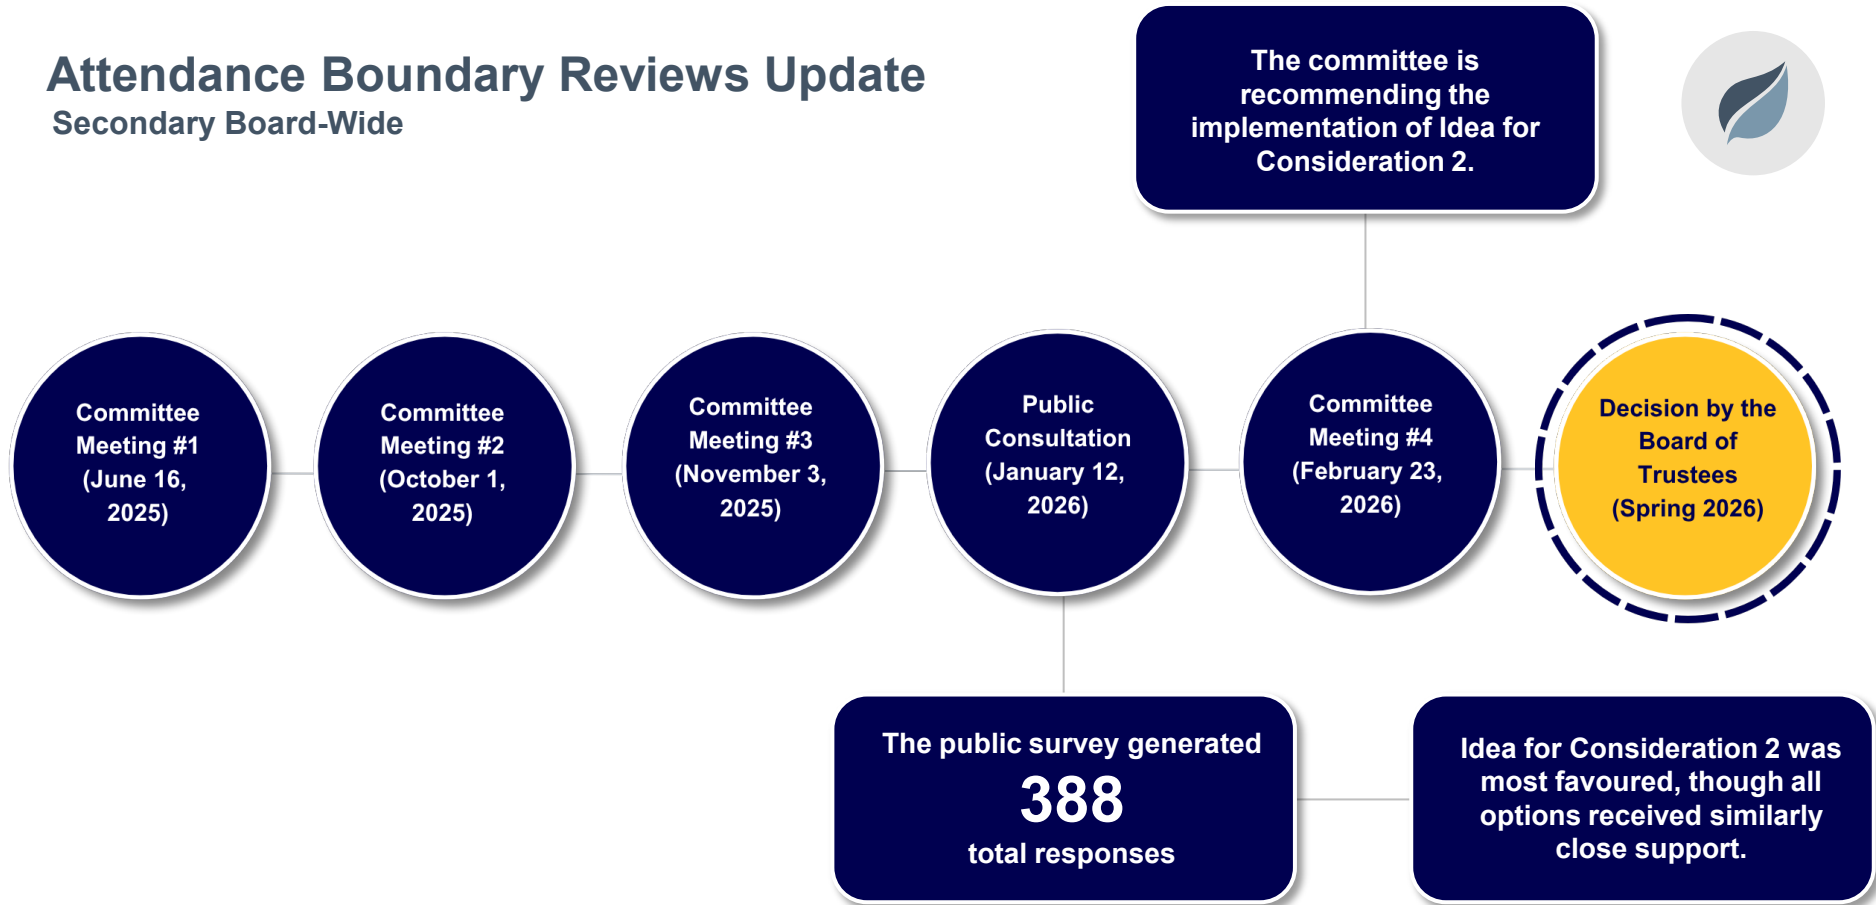 Attendance Boundary Reviews Update
Secondary Board-Wide
The committee is
recommending the
implementation of Idea for
Consideration 2.
Committee
Meeting #1
(June 16,
2025)
Committee
Meeting #2
(October 1,
2025)
Committee
Meeting #3
(November 3,
2025)
Public
Consultation
(January 12,
2026)
Committee
Meeting #4
(February 23,
2026)
Decision by the
Board of
Trustees
(Spring 2026)
The public survey generated
388
total responses
Idea for Consideration 2 was
most favoured, though all
options received similarly
close support.